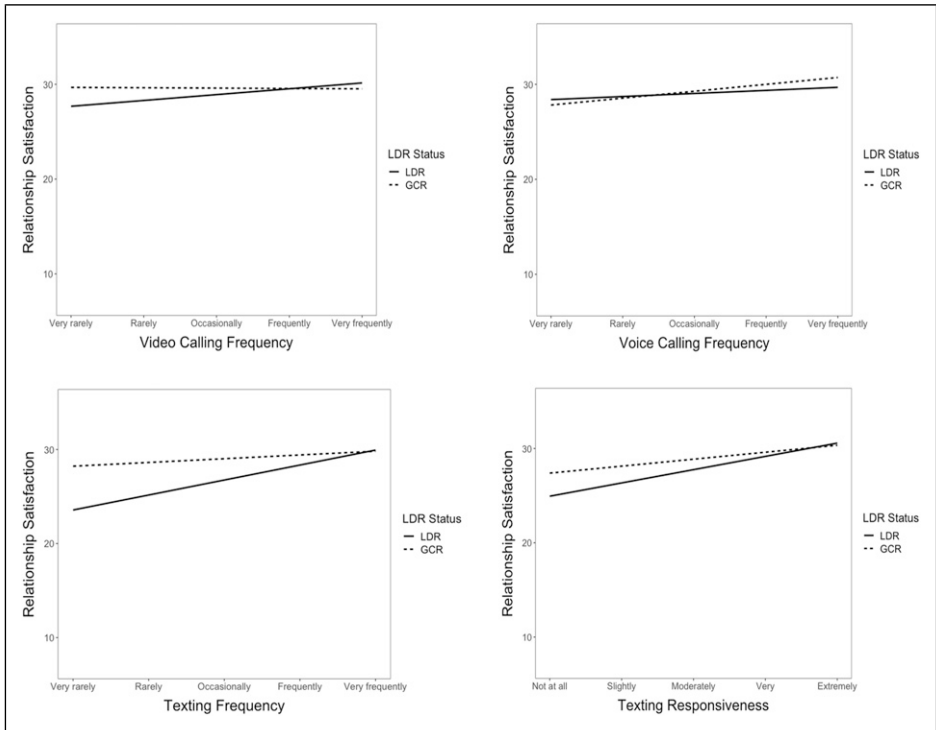 Relationship Satisfaction
30
20
10
Very rarely Rarely Occasionally Frequently Very frequently
Video Calling Frequency
LDR Status
LDR
GCR
Relationship Satisfaction
30
20
10
Very rarely Rarely Occasionally Frequently Very frequently
Voice Calling Frequency
LDR Status
LDR
GCR
Relationship Satisfaction
30
20
10
Very rarely Rarely Occasionally Frequently Very frequently
Texting Frequency
LDR Status
LDR
GCR
Relationship Satisfaction
30
20
10
Not at all Slightly Moderately Very Extremely
Texting Responsiveness
LDR Status
LDR
GCR